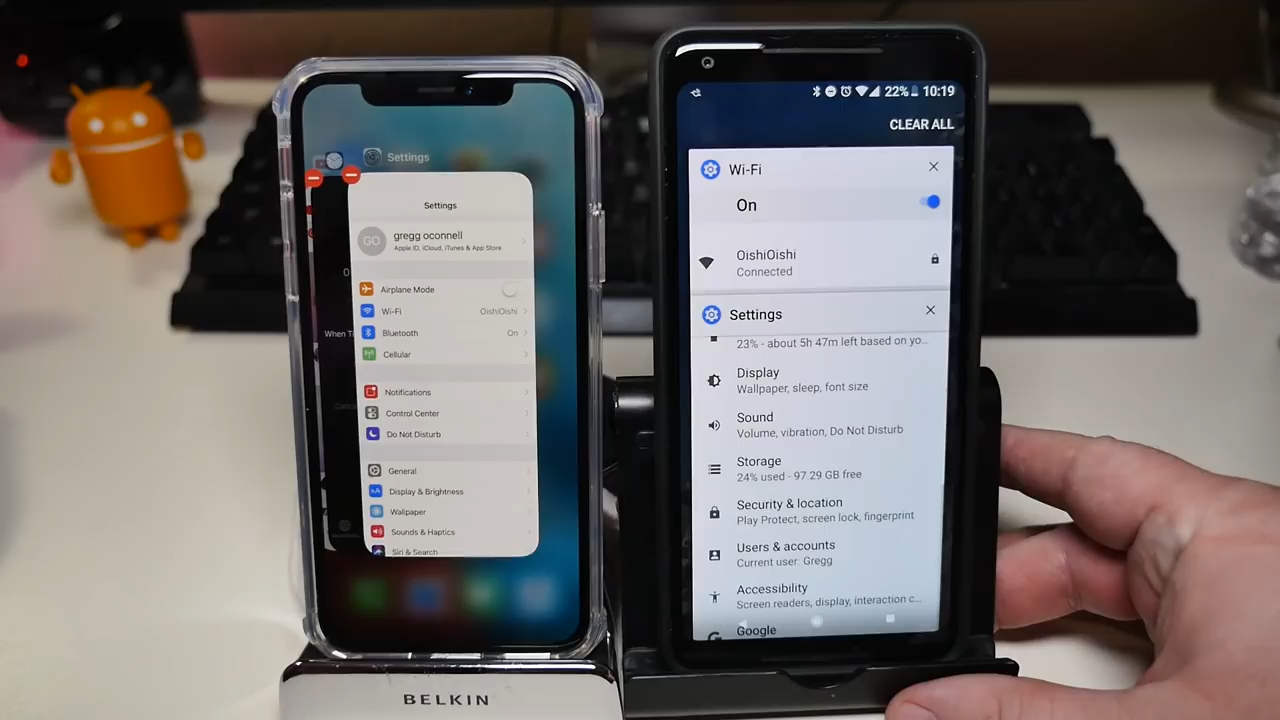 Settings
Settings
GO
gregg oconnell
Apple ID, iCloud, iTunes & App Store
Airplane Mode
Wi-Fi OishiOishi
Bluetooth On
Cellular
Notifications
Control Center
Do Not Disturb
General
Display & Brightness
Wallpaper
Sounds & Haptics
Siri & Search
When Ti
BELKIN
22% 10:19
CLEAR ALL
Wi-Fi
On
OishiOishi
Connected
Settings
23% - about 5h 47m left based on yo...
Display
Wallpaper, sleep, font size
Sound
Volume, vibration, Do Not Disturb
Storage
24% used - 97.29 GB free
Security & location
Play Protect, screen lock, fingerprint
Users & accounts
Current user: Gregg
Accessibility
Screen readers, display, interaction c...
Google